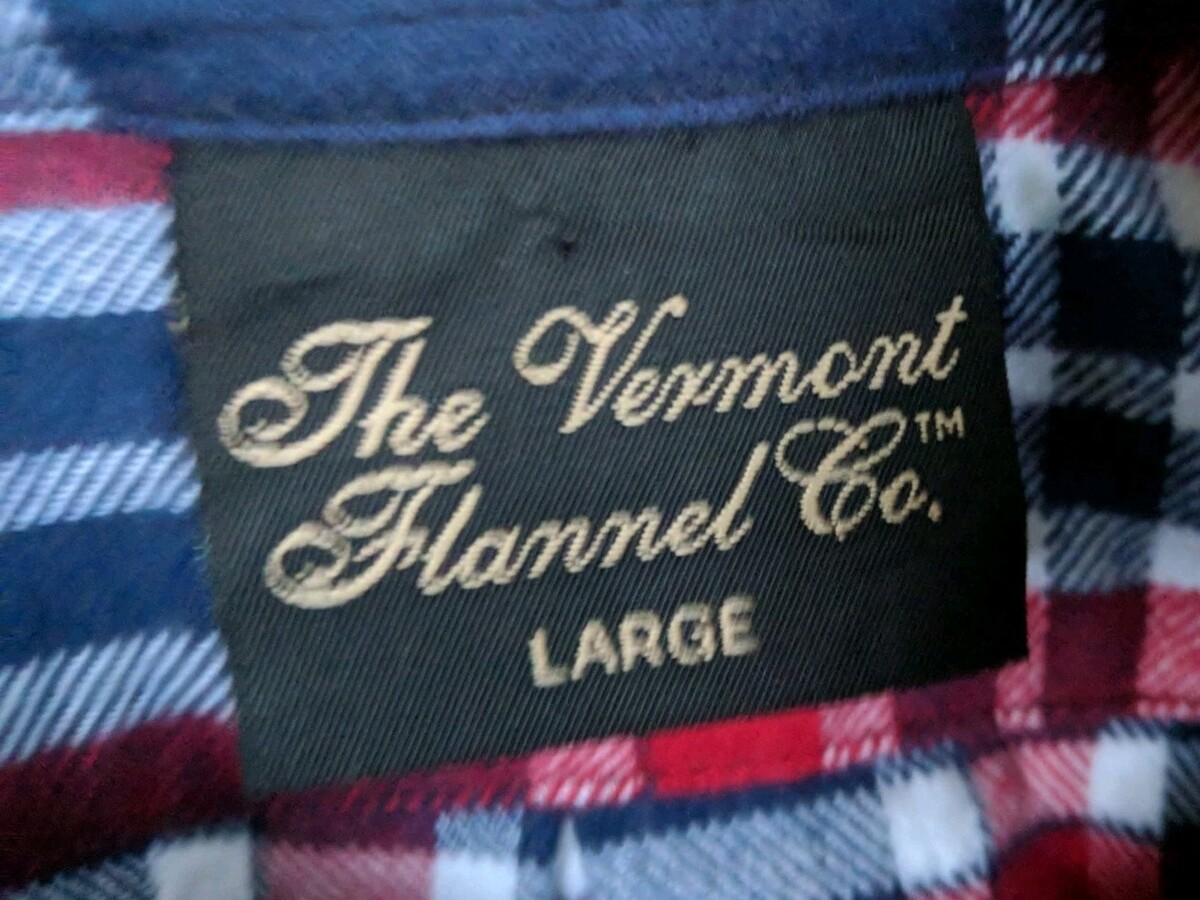 The Vermont
Flannel Co.™
LARGE